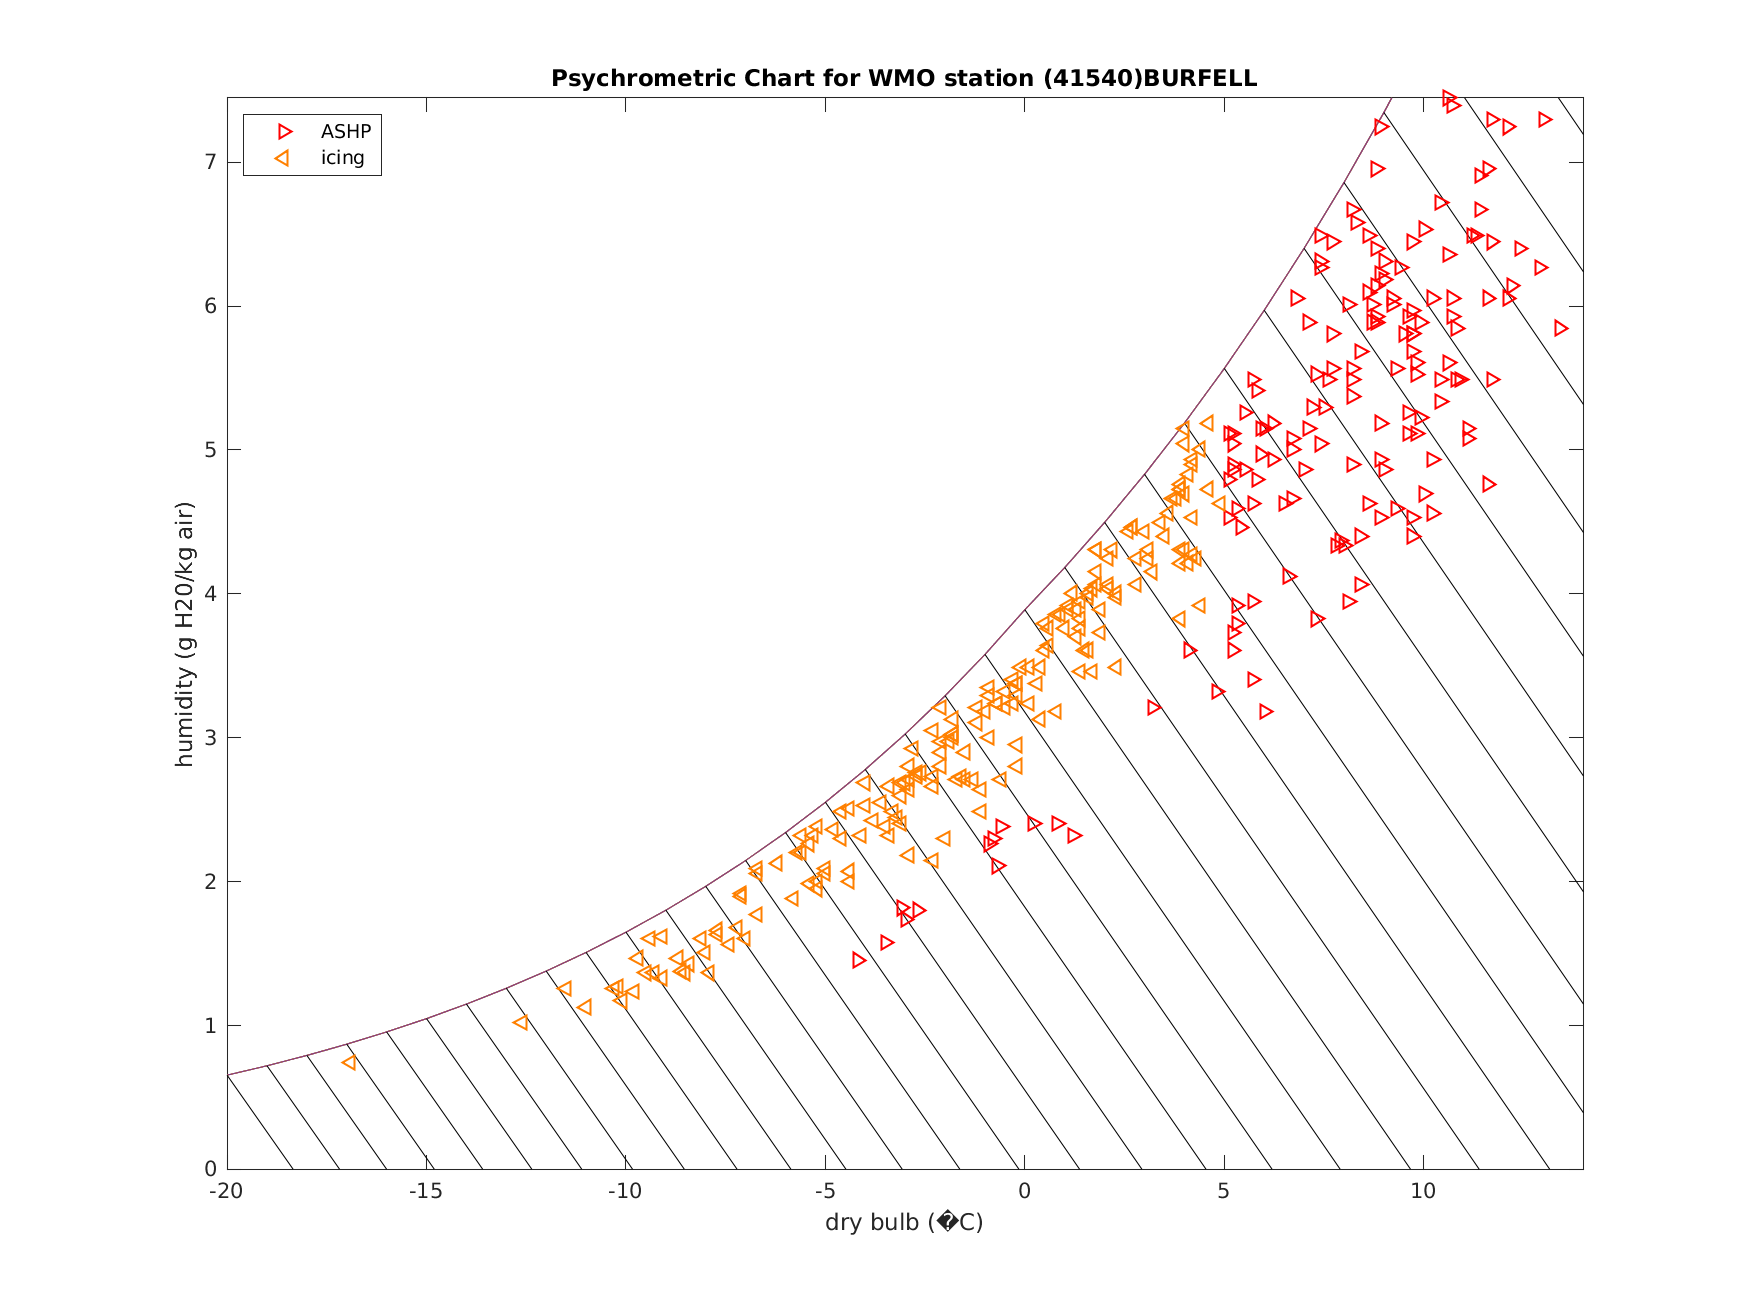 Psychrometric Chart for WMO station (41540)BURFELL
ASHP
icing
7
6
5
4
3
2
1
0
humidity (g H20/kg air)
-20 -15 -10 -5 0 5 10
dry bulb (�C)